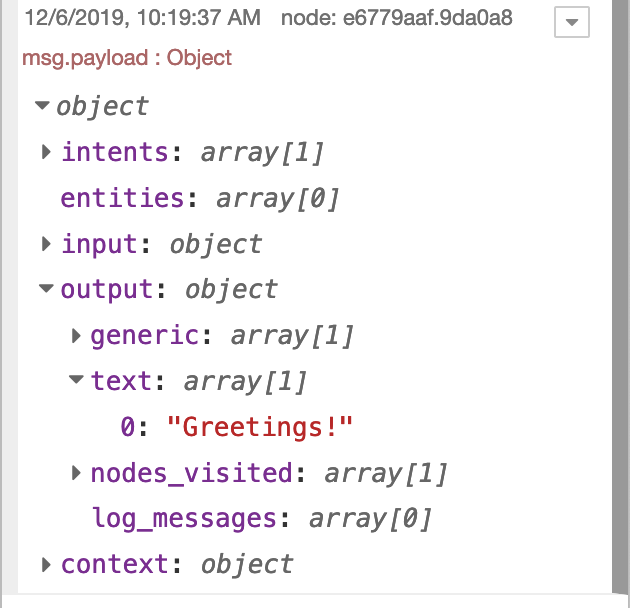 12/6/2019, 10:19:37 AM node: e6779aaf.9da0a8
msg.payload : Object
object
intents: array[1]
entities: array[0]
input: object
output: object
generic: array[1]
text: array[1]
0: "Greetings!"
nodes_visited: array[1]
log_messages: array[0]
context: object